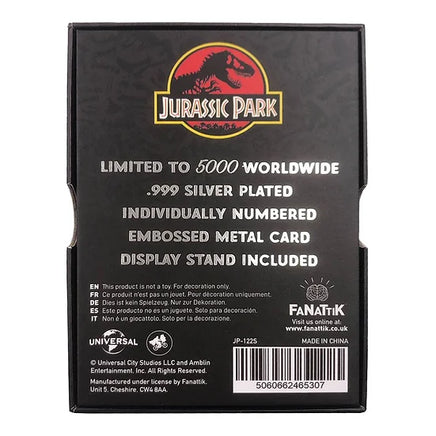 JURASSIC PARK
LIMITED TO 5000 WORLDWIDE
.999 SILVER PLATED
INDIVIDUALLY NUMBERED
EMBOSSED METAL CARD
DISPLAY STAND INCLUDED
EN This product is not a toy. For decoration only.
FR Ce produit n'est pas un jouet. Pour décoration uniquement.
DE Dies ist kein Spielzeug. Nur zur Dekoration.
ES Este producto no es un juguete. Solo para decoración.
IT Non é un giocattolo. Solo per la decorazione.
FANATTIK
Visit us online at:
www.fanattik.co.uk
UNIVERSAL
JP-122S MADE IN CHINA
© Universal City Studios LLC and Amblin
Entertainment, Inc. All Rights Reserved.
Manufactured under license by Fanattik.
Unit 5, Cheshire, CW4 8AA.
5060662465307